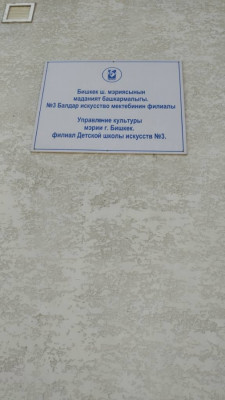 Бишкек ш. мэриясынын
маданият башкармалыгы.
№3 Балдар искусство мектебинин филиалы
Управление культуры
мэрии г. Бишкек.
филиал Детской школы искусств №3.